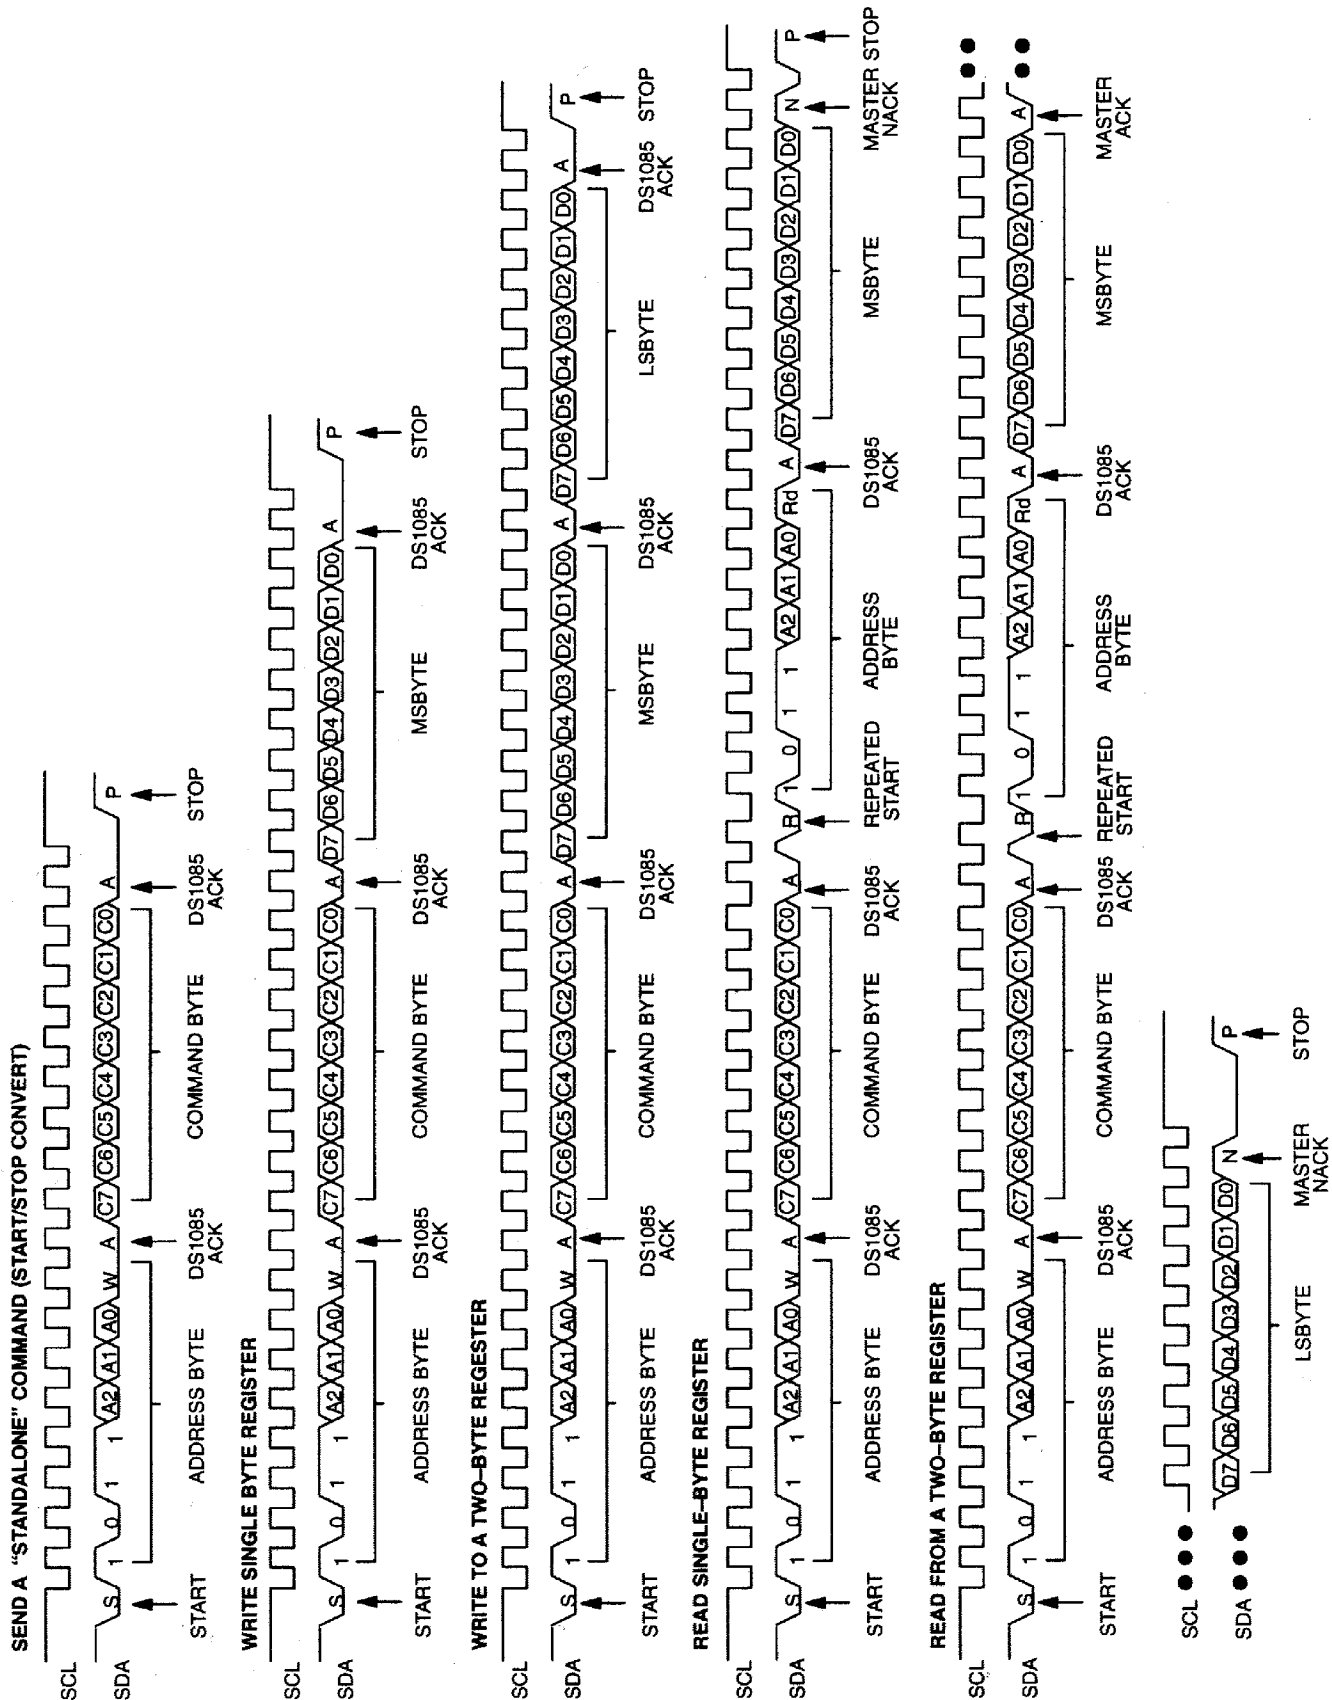 SEND A “STANDALONE” COMMAND (START/STOP CONVERT)
SCL
SDA S 1 0 1 1 A2 A1 A0 W A C7 C6 C5 C4 C3 C2 C1 C0 A P
START ADDRESS BYTE DS1085 COMMAND BYTE DS1085 STOP
ACK ACK
WRITE SINGLE BYTE REGISTER
SCL
SDA S 1 0 1 1 A2 A1 A0 W A C7 C6 C5 C4 C3 C2 C1 C0 A D7 D6 D5 D4 D3 D2 D1 D0 A P
START ADDRESS BYTE DS1085 COMMAND BYTE DS1085 MSBYTE DS1085 STOP
ACK ACK ACK
WRITE TO A TWO–BYTE REGESTER
SCL
SDA S 1 0 1 1 A2 A1 A0 W A C7 C6 C5 C4 C3 C2 C1 C0 A D7 D6 D5 D4 D3 D2 D1 D0 A D7 D6 D5 D4 D3 D2 D1 D0 A P
START ADDRESS BYTE DS1085 COMMAND BYTE DS1085 MSBYTE DS1085 LSBYTE DS1085 STOP
ACK ACK ACK ACK
READ SINGLE–BYTE REGISTER
SCL
SDA S 1 0 1 1 A2 A1 A0 W A C7 C6 C5 C4 C3 C2 C1 C0 A R 1 0 1 1 A2 A1 A0 Rd A D7 D6 D5 D4 D3 D2 D1 D0 N P
START ADDRESS BYTE DS1085 COMMAND BYTE DS1085 REPEATED ADDRESS DS1085 MSBYTE MASTER STOP
ACK ACK START BYTE ACK NACK
READ FROM A TWO–BYTE REGISTER
SCL
SDA S 1 0 1 1 A2 A1 A0 W A C7 C6 C5 C4 C3 C2 C1 C0 A R 1 0 1 1 A2 A1 A0 Rd A D7 D6 D5 D4 D3 D2 D1 D0 A
START ADDRESS BYTE DS1085 COMMAND BYTE DS1085 REPEATED ADDRESS DS1085 MSBYTE MASTER
ACK ACK START BYTE ACK ACK
SCL
SDA D7 D6 D5 D4 D3 D2 D1 D0 N P
LSBYTE MASTER STOP
NACK